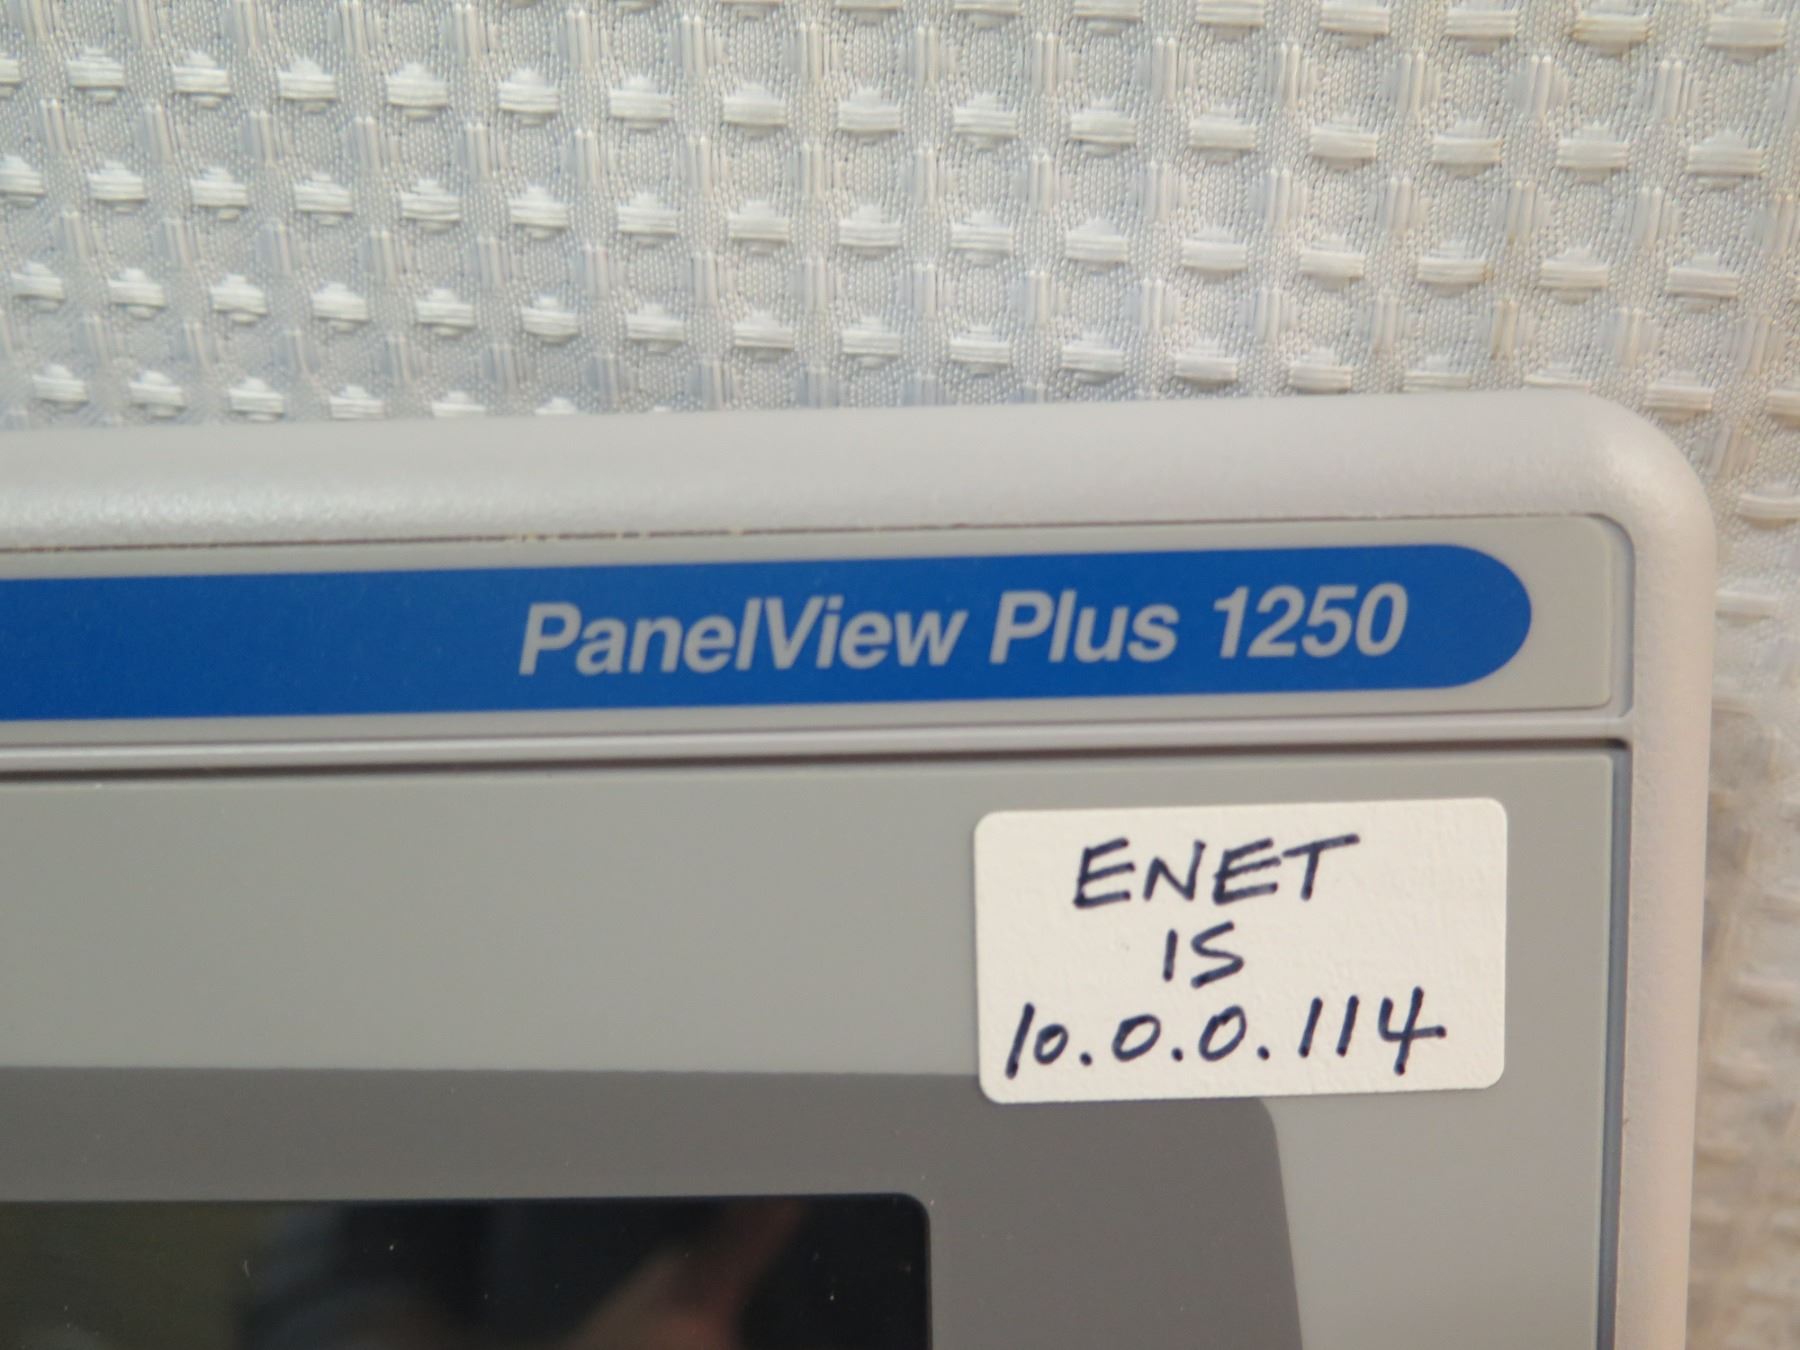 PanelView Plus 1250
ENET
IS
10.0.0.114